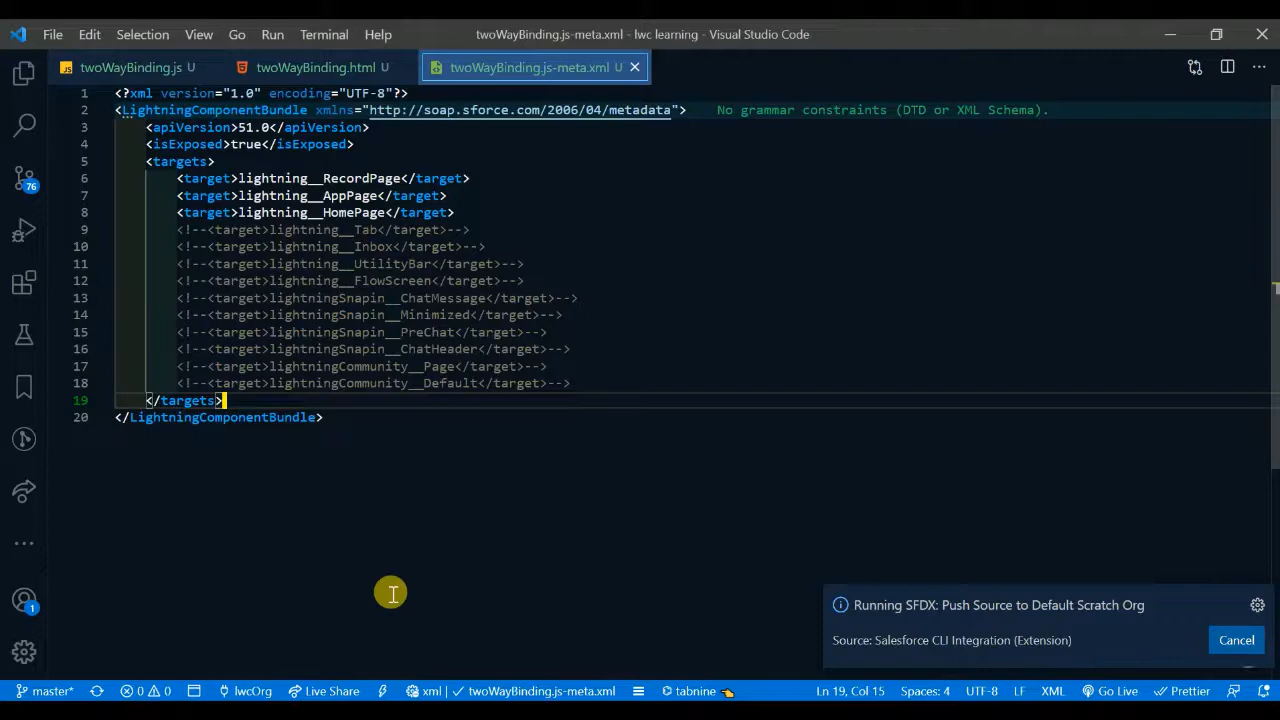 File Edit Selection View Go Run Terminal Help twoWayBinding.js-meta.xml - lwc learning - Visual Studio Code
twoWayBinding.js U twoWayBinding.html U twoWayBinding.js-meta.xml U
1 <?xml version="1.0" encoding="UTF-8"?>
2 <LightningComponentBundle xmlns="http://soap.sforce.com/2006/04/metadata"> No grammar constraints (DTD or XML Schema).
3 <apiVersion>51.0</apiVersion>
4 <isExposed>true</isExposed>
5 <targets>
6 <target>lightning__RecordPage</target>
7 <target>lightning__AppPage</target>
8 <target>lightning__HomePage</target>
9 <!--<target>lightning__Tab</target>-->
10 <!--<target>lightning__Inbox</target>-->
11 <!--<target>lightning__UtilityBar</target>-->
12 <!--<target>lightning__FlowScreen</target>-->
13 <!--<target>lightningSnapin__ChatMessage</target>-->
14 <!--<target>lightningSnapin__Minimized</target>-->
15 <!--<target>lightningSnapin__PreChat</target>-->
16 <!--<target>lightningSnapin__ChatHeader</target>-->
17 <!--<target>lightningCommunity__Page</target>-->
18 <!--<target>lightningCommunity__Default</target>-->
19 </targets>
20 </LightningComponentBundle>
76
1
Running SFDX: Push Source to Default Scratch Org
Source: Salesforce CLI Integration (Extension) Cancel
master* 0 0 lwcOrg Live Share xml | twoWayBinding.js-meta.xml tabnine Ln 19, Col 15 Spaces: 4 UTF-8 LF XML Go Live Prettier